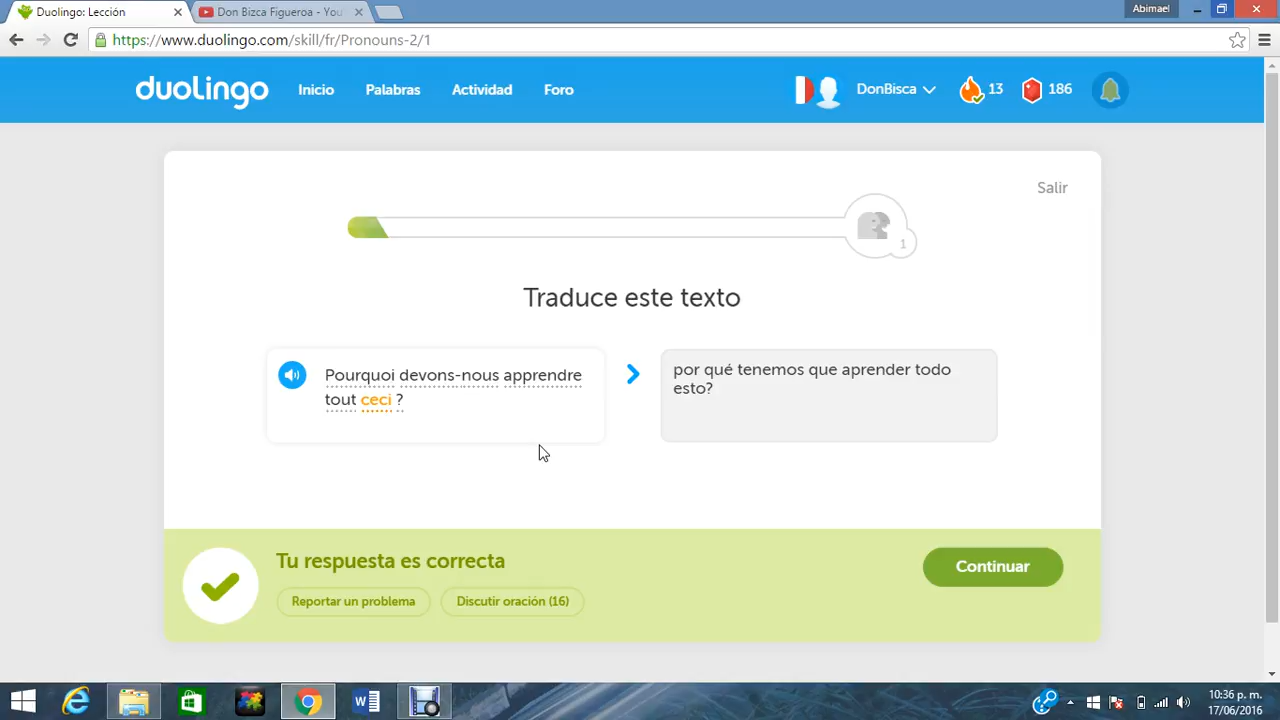 Duolingo: Lección
Don Bizca Figueroa - You
Abimael
https://www.duolingo.com/skill/fr/Pronouns-2/1
duolingo
Inicio
Palabras
Actividad
Foro
DonBisca
13
186
Salir
1
Traduce este texto
Pourquoi devons-nous apprendre
tout ceci ?
por qué tenemos que aprender todo
esto?
Tu respuesta es correcta
Reportar un problema
Discutir oración (16)
Continuar
10:36 p. m.
17/06/2016